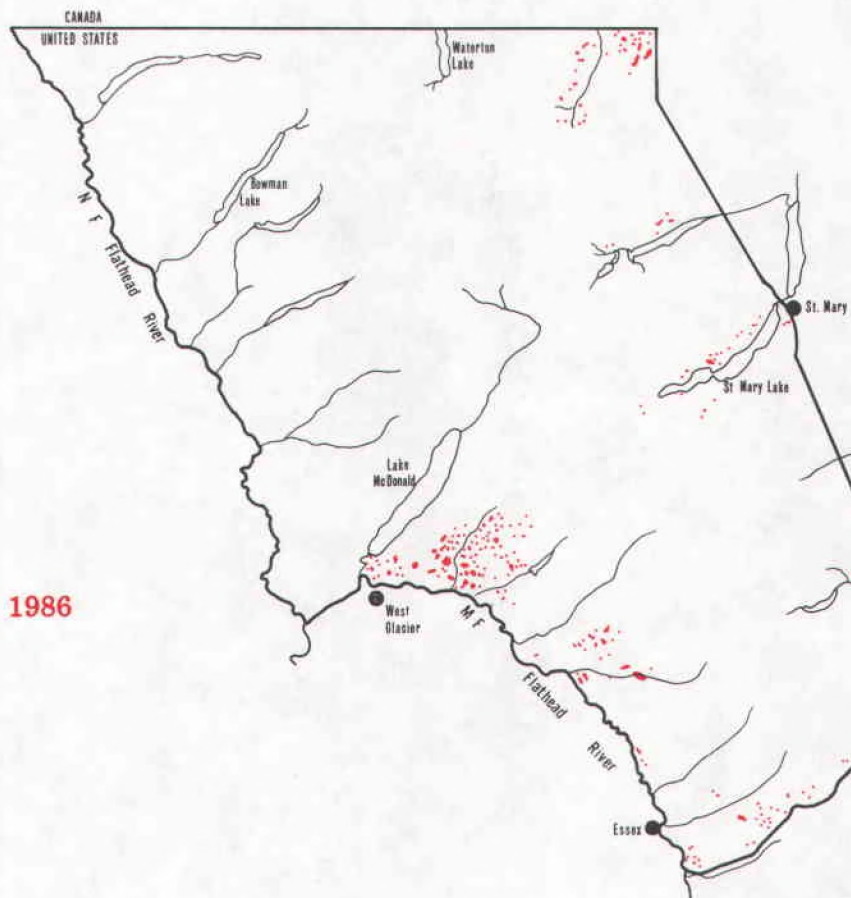 CANADA
UNITED STATES
Waterton
Lake
Bowman
Lake
N F Flathead River
St. Mary
St Mary Lake
Lake
McDonald
1986
West
Glacier
M F Flathead River
Essex